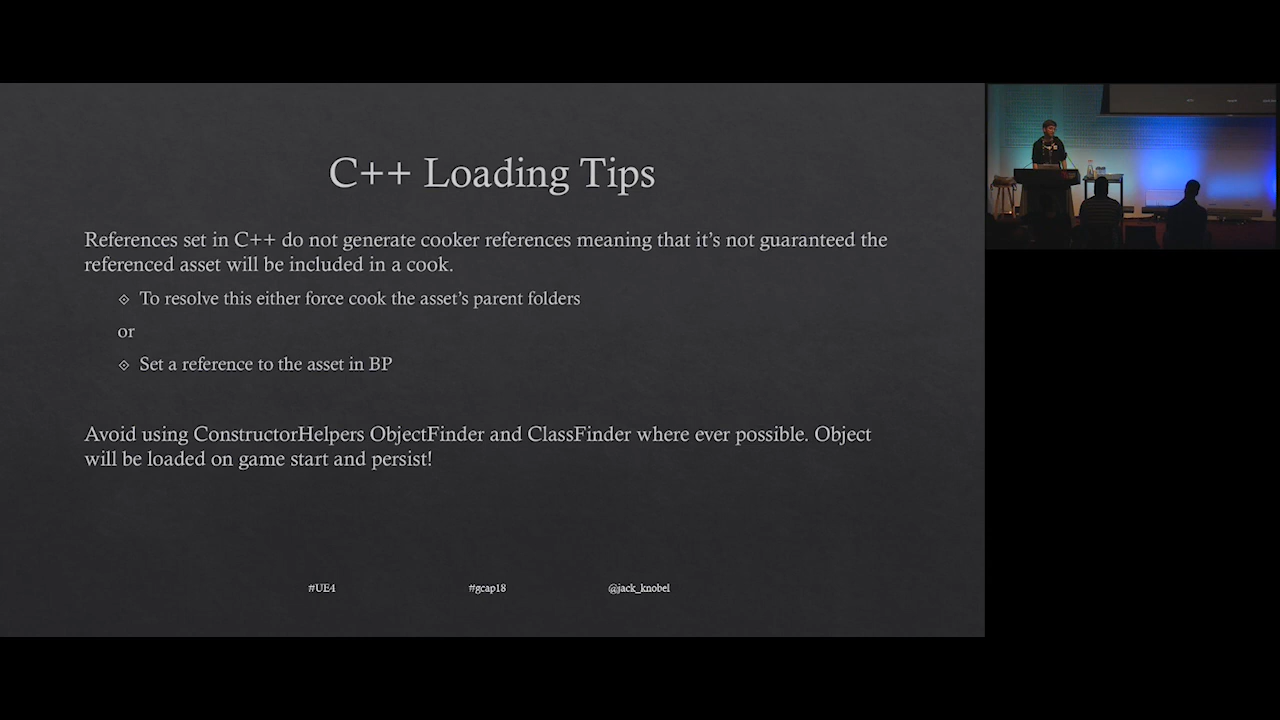 C++ Loading Tips
References set in C++ do not generate cooker references meaning that it's not guaranteed the
referenced asset will be included in a cook.
To resolve this either force cook the asset's parent folders
or
Set a reference to the asset in BP
Avoid using ConstructorHelpers ObjectFinder and ClassFinder where ever possible. Object
will be loaded on game start and persist!
#UE4 #gcap18 @jack_knobel